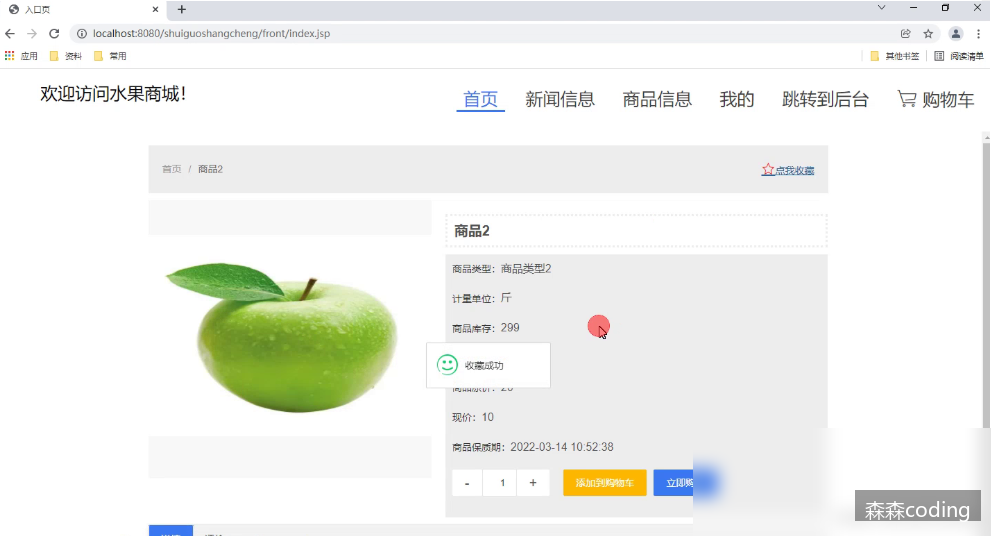 入口页
localhost:8080/shuiguoshangcheng/front/index.jsp
应用 资料 常用 其他书签 阅读清单
欢迎访问水果商城!
首页 新闻信息 商品信息 我的 跳转到后台 购物车
首页 / 商品2
点我收藏
商品2
商品类型: 商品类型2
计量单位: 斤
商品库存: 299
收藏成功
现价: 10
商品保质期: 2022-03-14 10:52:38
- 1 + 添加到购物车 立即
森森coding